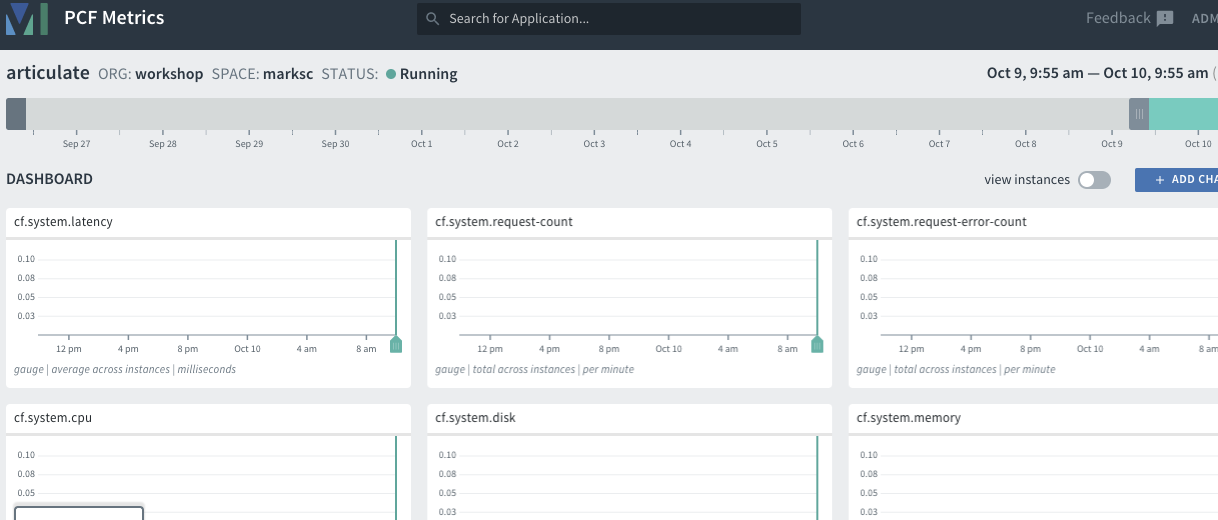 PCF Metrics
Search for Application...
Feedback
articulate ORG: workshop SPACE: marksc STATUS: Running
Oct 9, 9:55 am — Oct 10, 9:55 am (
Sep 27 Sep 28 Sep 29 Sep 30 Oct 1 Oct 2 Oct 3 Oct 4 Oct 5 Oct 6 Oct 7 Oct 8 Oct 9 Oct 10
DASHBOARD
view instances
+ ADD
cf.system.latency
0.10
0.08
0.05
0.03
12 pm 4 pm 8 pm Oct 10 4 am 8 am
gauge | average across instances | milliseconds
cf.system.request-count
0.10
0.08
0.05
0.03
12 pm 4 pm 8 pm Oct 10 4 am 8 am
gauge | total across instances | per minute
cf.system.request-error-count
0.10
0.08
0.05
0.03
12 pm 4 pm 8 pm Oct 10 4 am 8 am
gauge | total across instances | per minute
cf.system.cpu
0.10
0.08
0.05
cf.system.disk
0.10
0.08
0.05
0.03
cf.system.memory
0.10
0.08
0.05
0.03